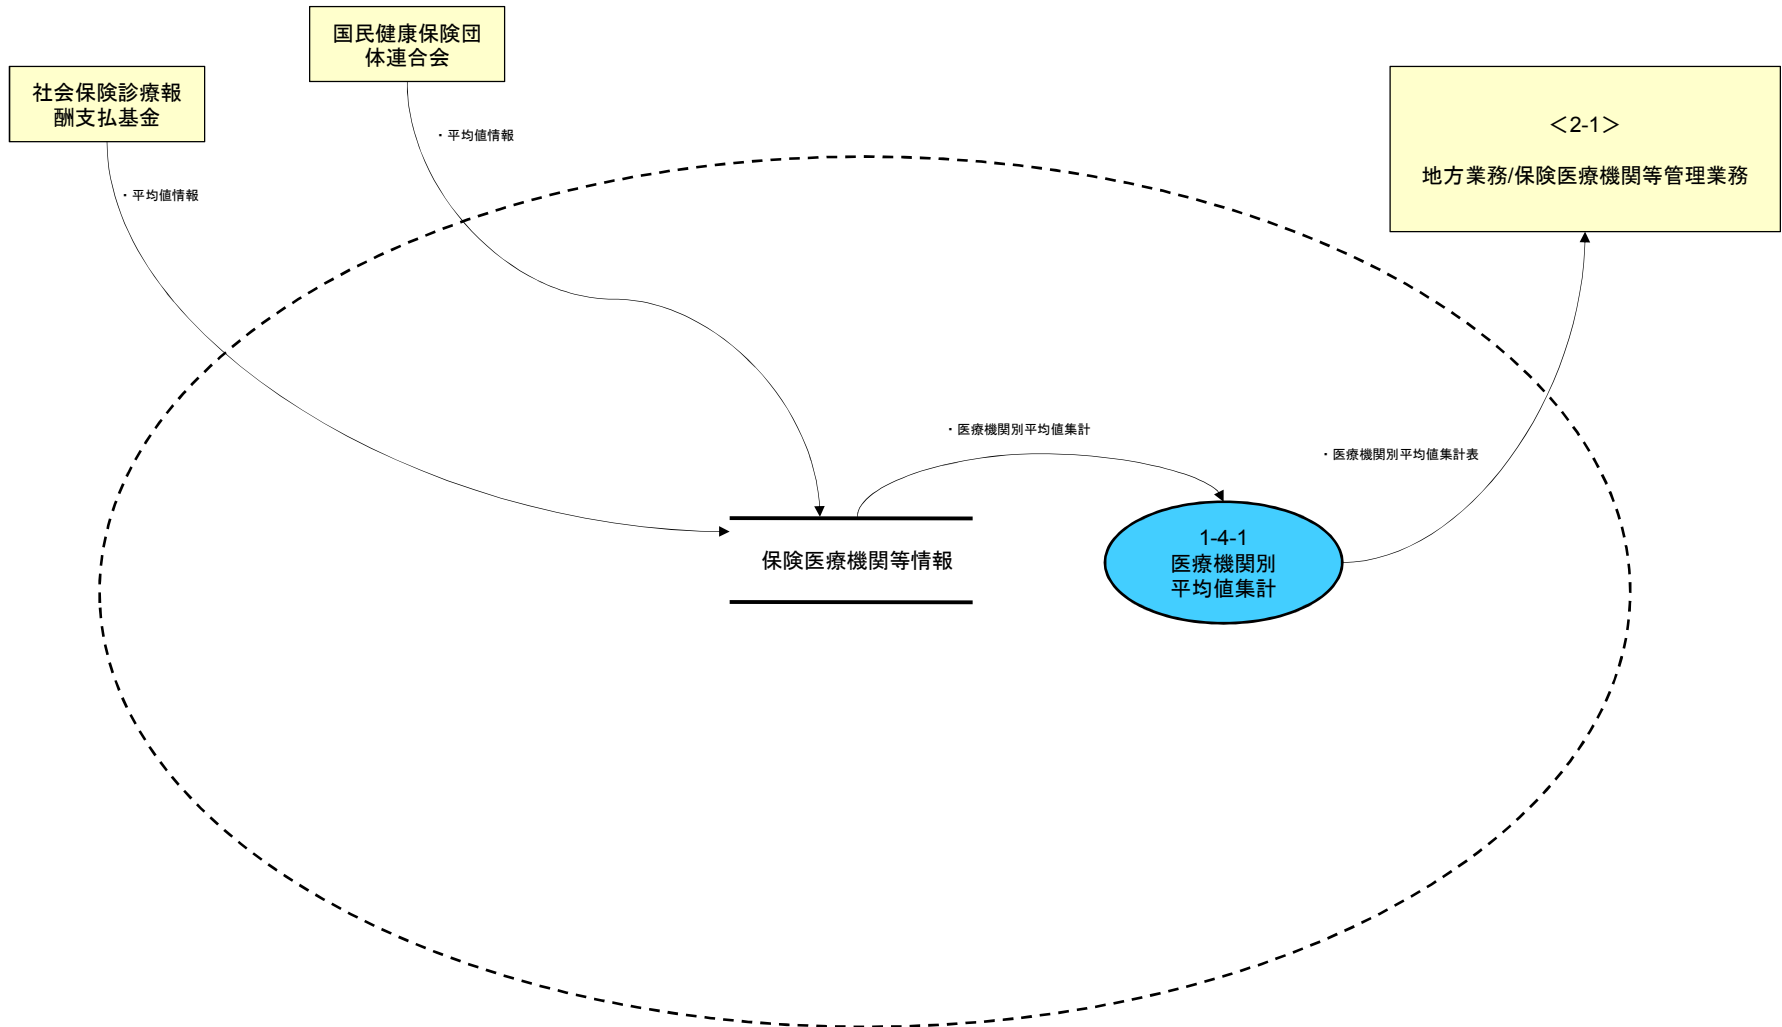 国民健康保険団
体連合会
社会保険診療報
酬支払基金
<2-1>
地方業務/保険医療機関等管理業務
・平均値情報
・平均値情報
・医療機関別平均値集計
・医療機関別平均値集計表
保険医療機関等情報
1-4-1
医療機関別
平均値集計